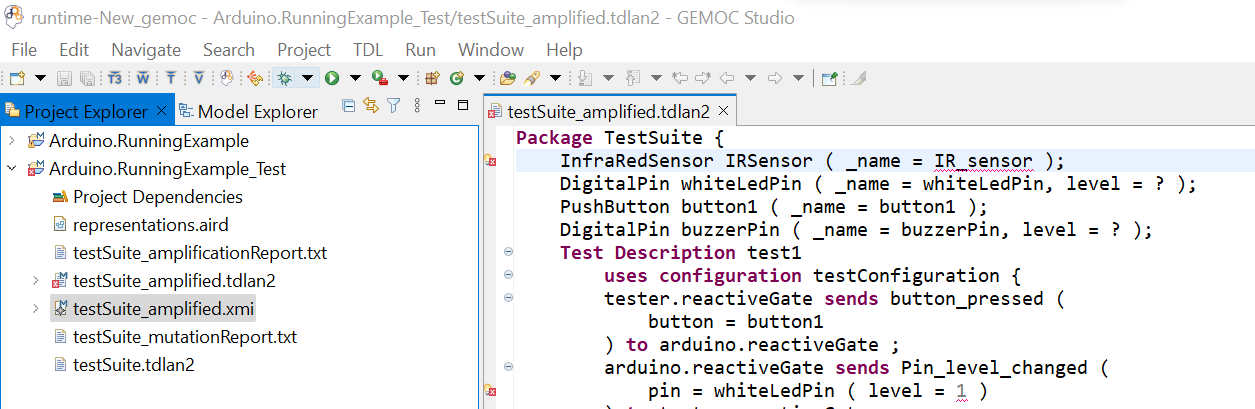 runtime-New_gemoc - Arduino.RunningExample_Test/testSuite_amplified.tdlan2 - GEMOC Studio
File Edit Navigate Search Project TDL Run Window Help
T3 W T V
Project Explorer Model Explorer
Arduino.RunningExample
Arduino.RunningExample_Test
Project Dependencies
representations.aird
testSuite_amplificationReport.txt
testSuite_amplified.tdlan2
testSuite_amplified.xmi
testSuite_mutationReport.txt
testSuite.tdlan2
testSuite_amplified.tdlan2
Package TestSuite {
InfraRedSensor IRSensor ( _name = IR_sensor );
DigitalPin whiteLedPin ( _name = whiteLedPin, level = ? );
PushButton button1 ( _name = button1 );
DigitalPin buzzerPin ( _name = buzzerPin, level = ? );
Test Description test1
uses configuration testConfiguration {
tester.reactiveGate sends button_pressed (
button = button1
) to arduino.reactiveGate ;
arduino.reactiveGate sends Pin_level_changed (
pin = whiteLedPin ( level = 1 )